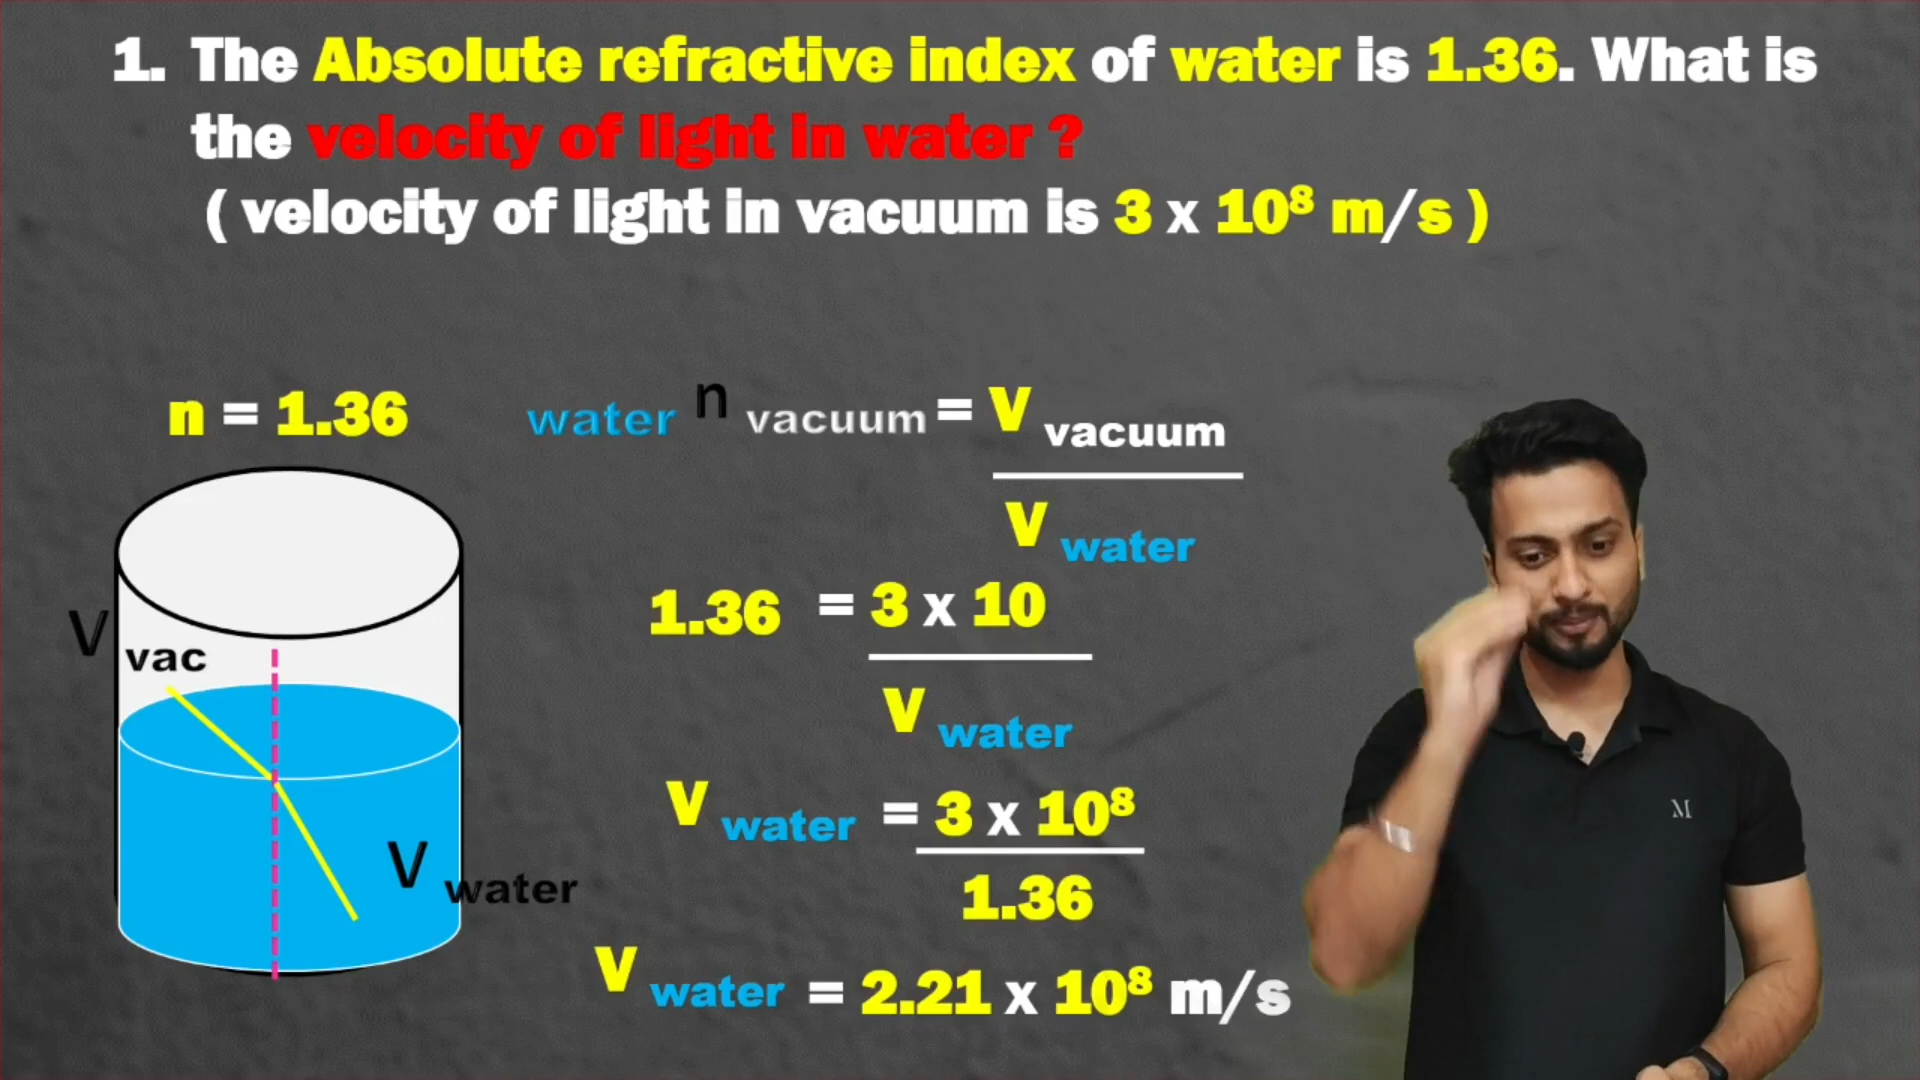 1. The Absolute refractive index of water is 1.36. What is
the velocity of light in water ?
( velocity of light in vacuum is 3 x 10⁸ m/s )
n = 1.36
water n vacuum = V vacuum
V water
1.36 = 3 x 10
V water
V vac
V water = 3 x 10⁸
1.36
V water
V water = 2.21 x 10⁸ m/s
M